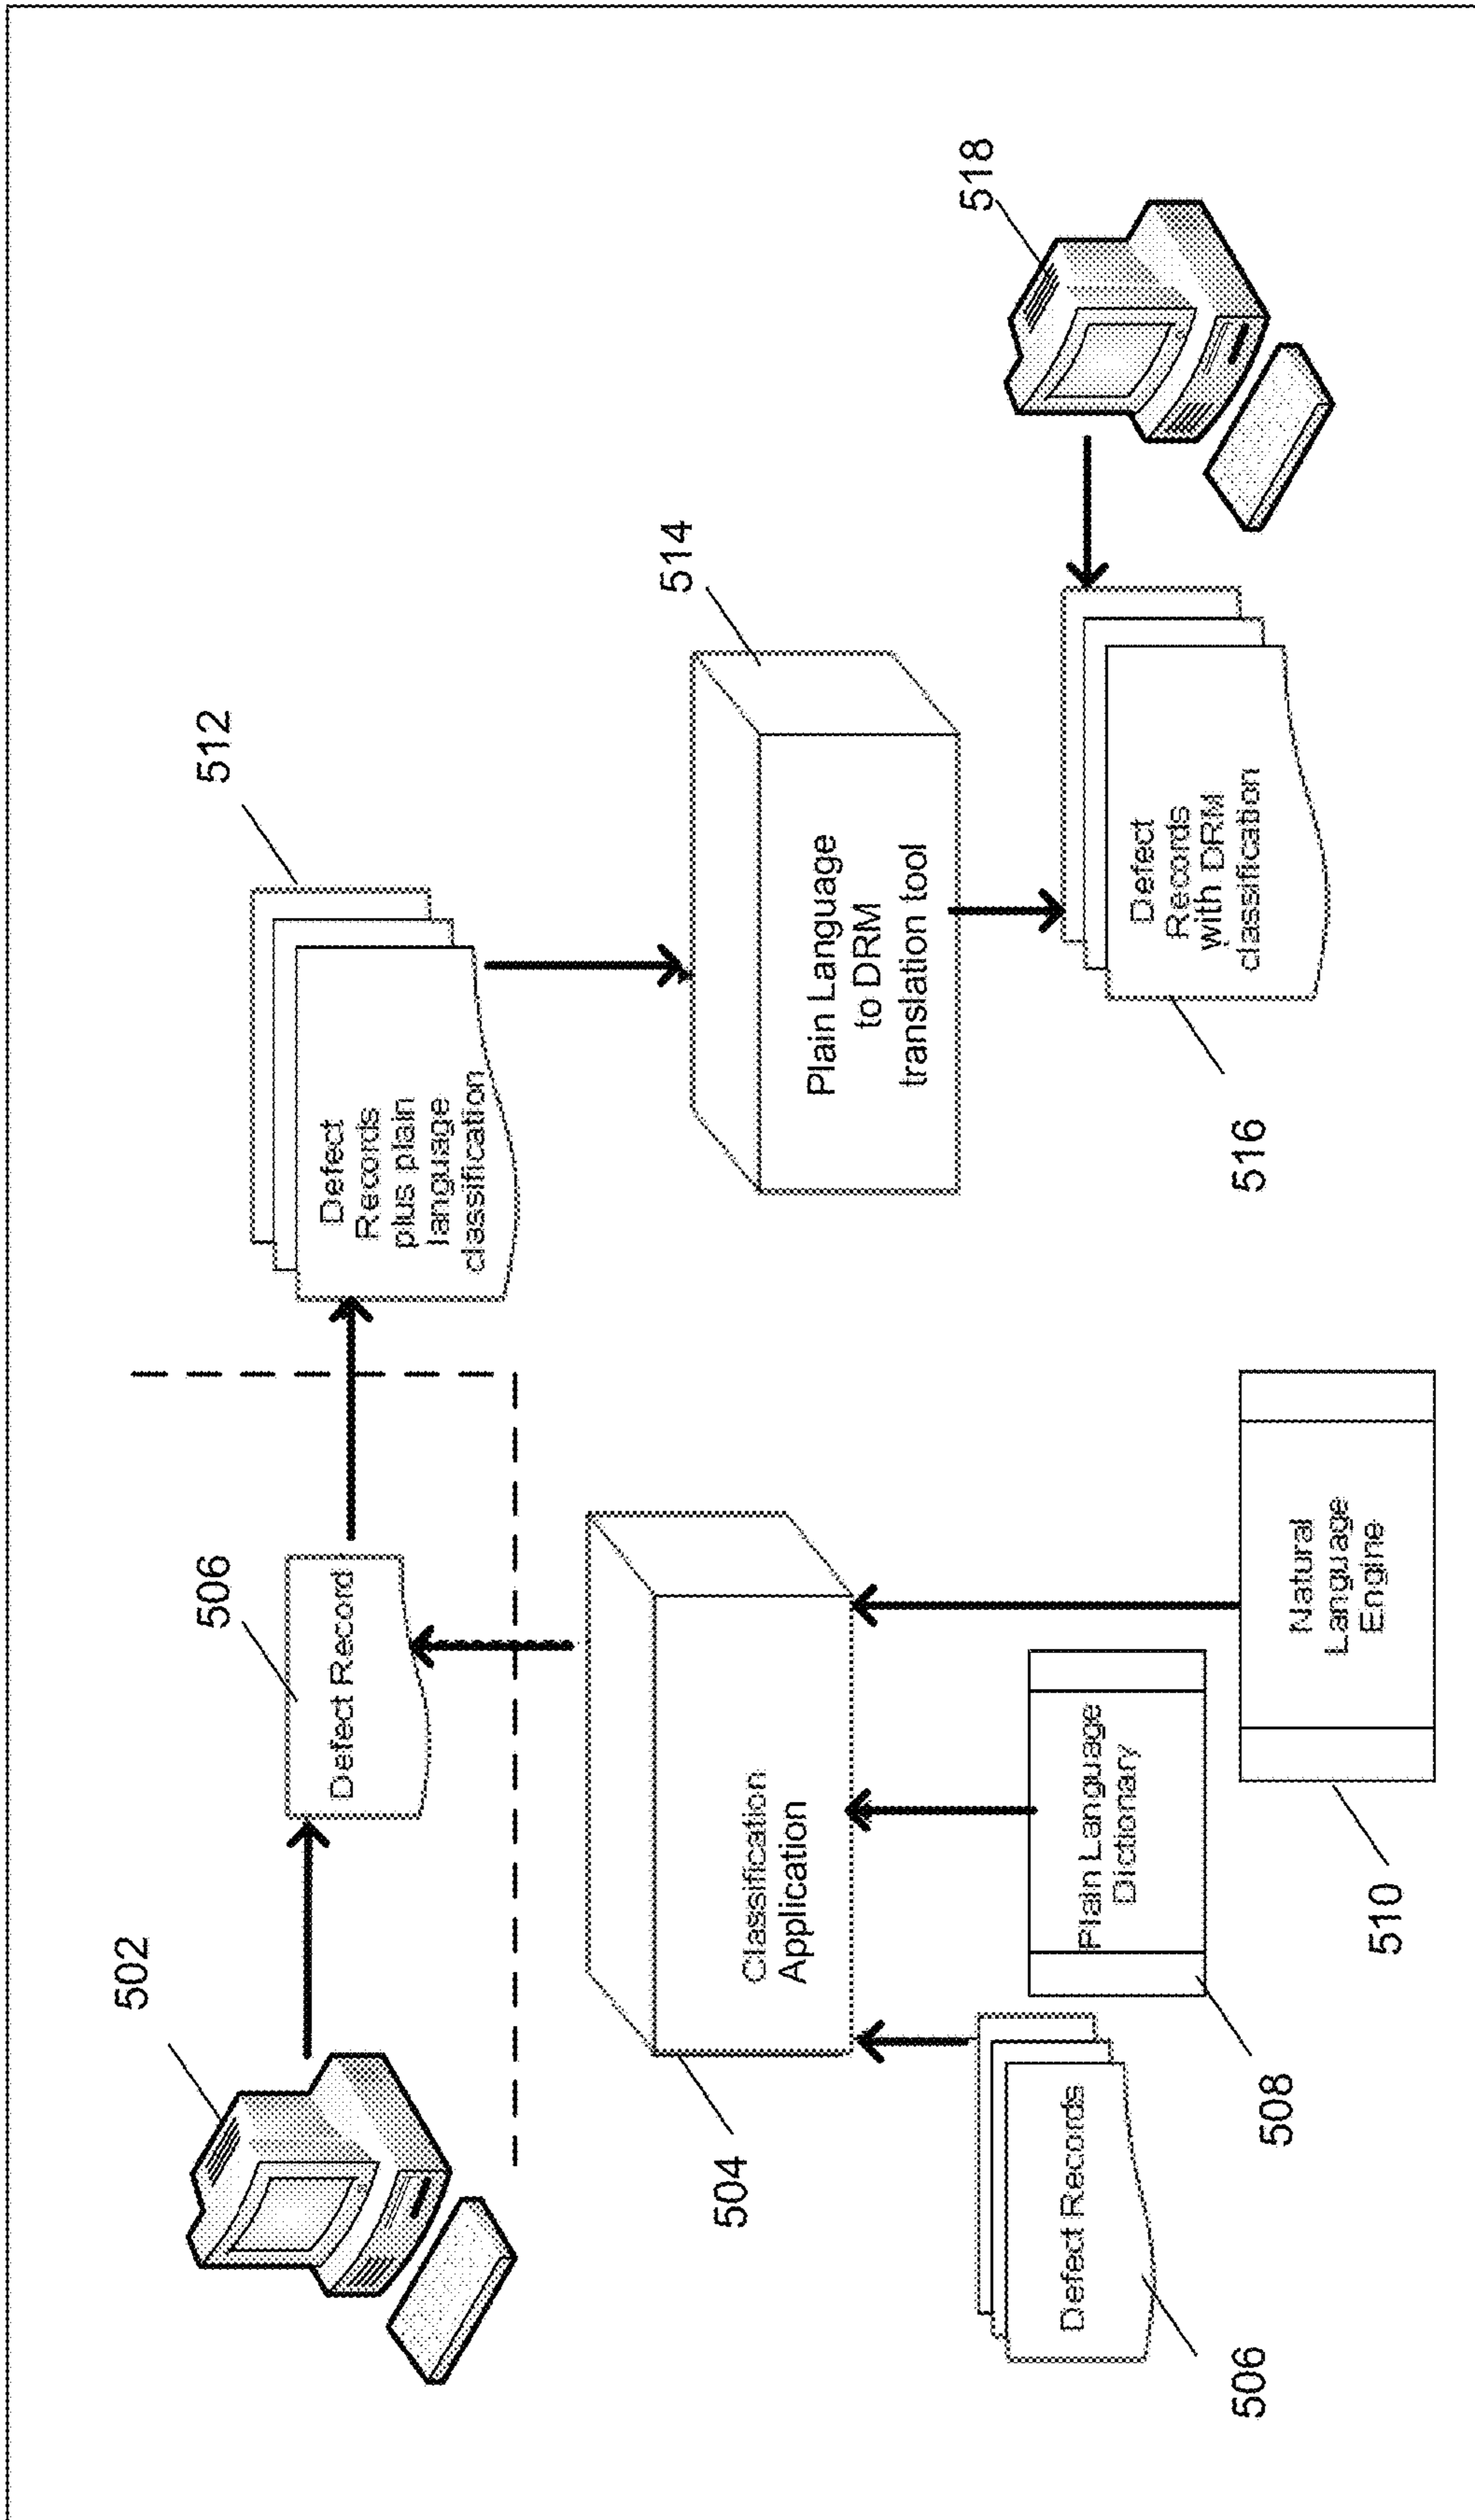 502
506
Defect Record
512
Defect
Records
plus plain
language
classification
504
Classification
Application
514
Plain Language
to DRM
translation tool
518
506
Defect Records
508
Plain Language
Dictionary
510
Natural
Language
Engine
516
Defect
Records
with DRM
classification